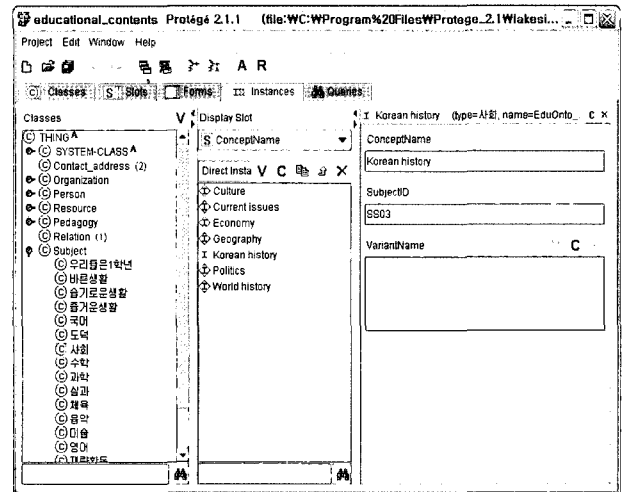 educational_contents Protégé 2.1.1 (file:₩C:₩Program%20Files₩Protege_2.1₩lakesi...
Project Edit Window Help
A R
C Classes S Slots Forms Instances Queries
Classes V
C THING A
C SYSTEM-CLASS A
C Contact_address (2)
C Organization
C Person
C Resource
C Pedagogy
C Relation (1)
C Subject
C 우리들은1학년
C 바른생활
C 슬기로운생활
C 즐거운생활
C 국어
C 도덕
C 사회
C 수학
C 과학
C 실과
C 체육
C 음악
C 미술
C 영어
C 재량활동
Display Slot
S ConceptName
Direct Insta V C
Culture
Current issues
Economy
Geography
I Korean history
Politics
World history
I Korean history (type=사회, name=EduOnto_ C ×
ConceptName
Korean history
SubjectID
SS03
VariantName C